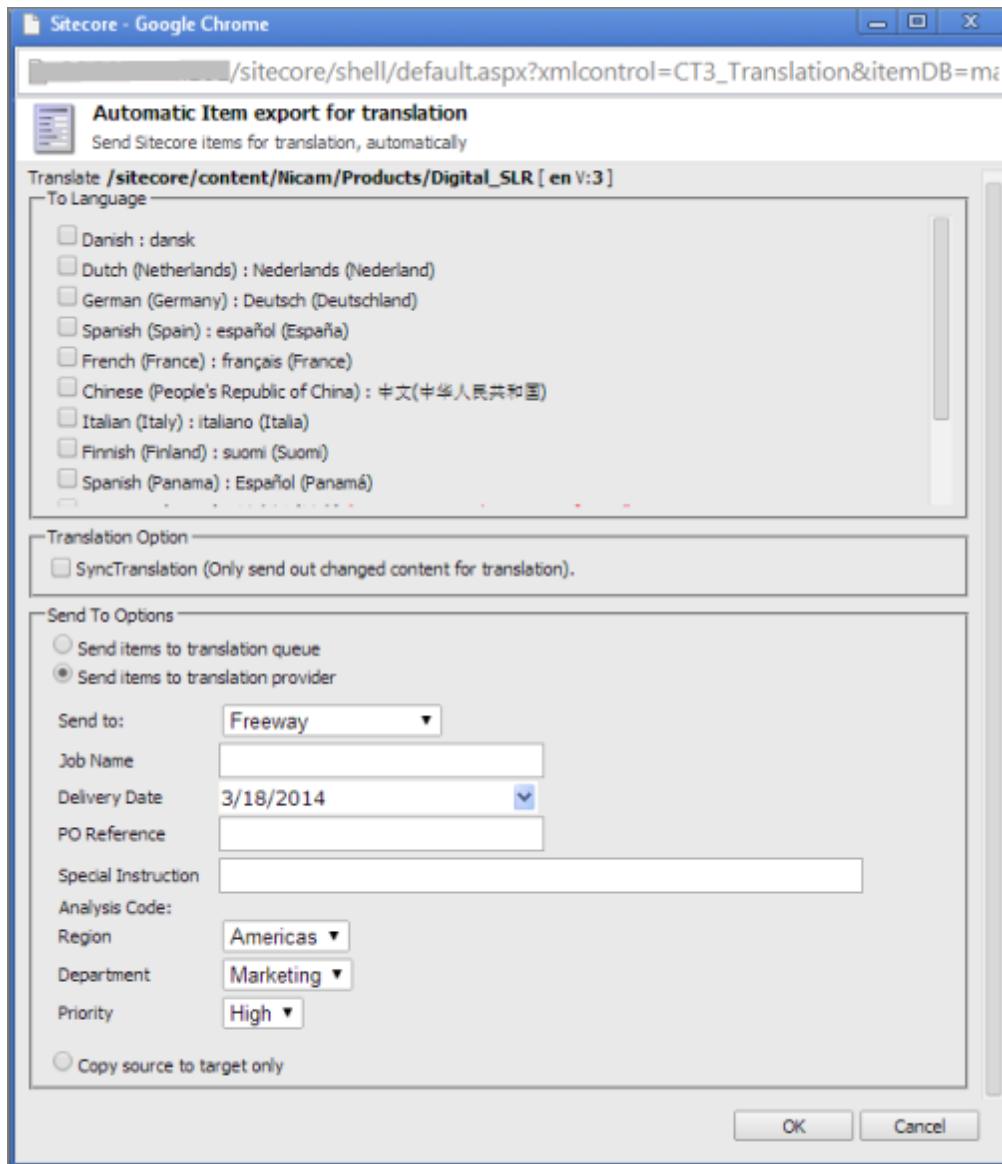 Sitecore - Google Chrome
/sitecore/shell/default.aspx?xmlcontrol=CT3_Translation&itemDB=ma
Automatic Item export for translation
Send Sitecore items for translation, automatically
Translate /sitecore/content/Nicam/Products/Digital_SLR [ en V:3 ]
To Language
Danish : dansk
Dutch (Netherlands) : Nederlands (Nederland)
German (Germany) : Deutsch (Deutschland)
Spanish (Spain) : español (España)
French (France) : français (France)
Chinese (People's Republic of China) : 中文(中华人民共和国)
Italian (Italy) : italiano (Italia)
Finnish (Finland) : suomi (Suomi)
Spanish (Panama) : Español (Panamá)
Translation Option
SyncTranslation (Only send out changed content for translation).
Send To Options
Send items to translation queue
Send items to translation provider
Send to: Freeway
Job Name
Delivery Date 3/18/2014
PO Reference
Special Instruction
Analysis Code:
Region Americas
Department Marketing
Priority High
Copy source to target only
OK Cancel